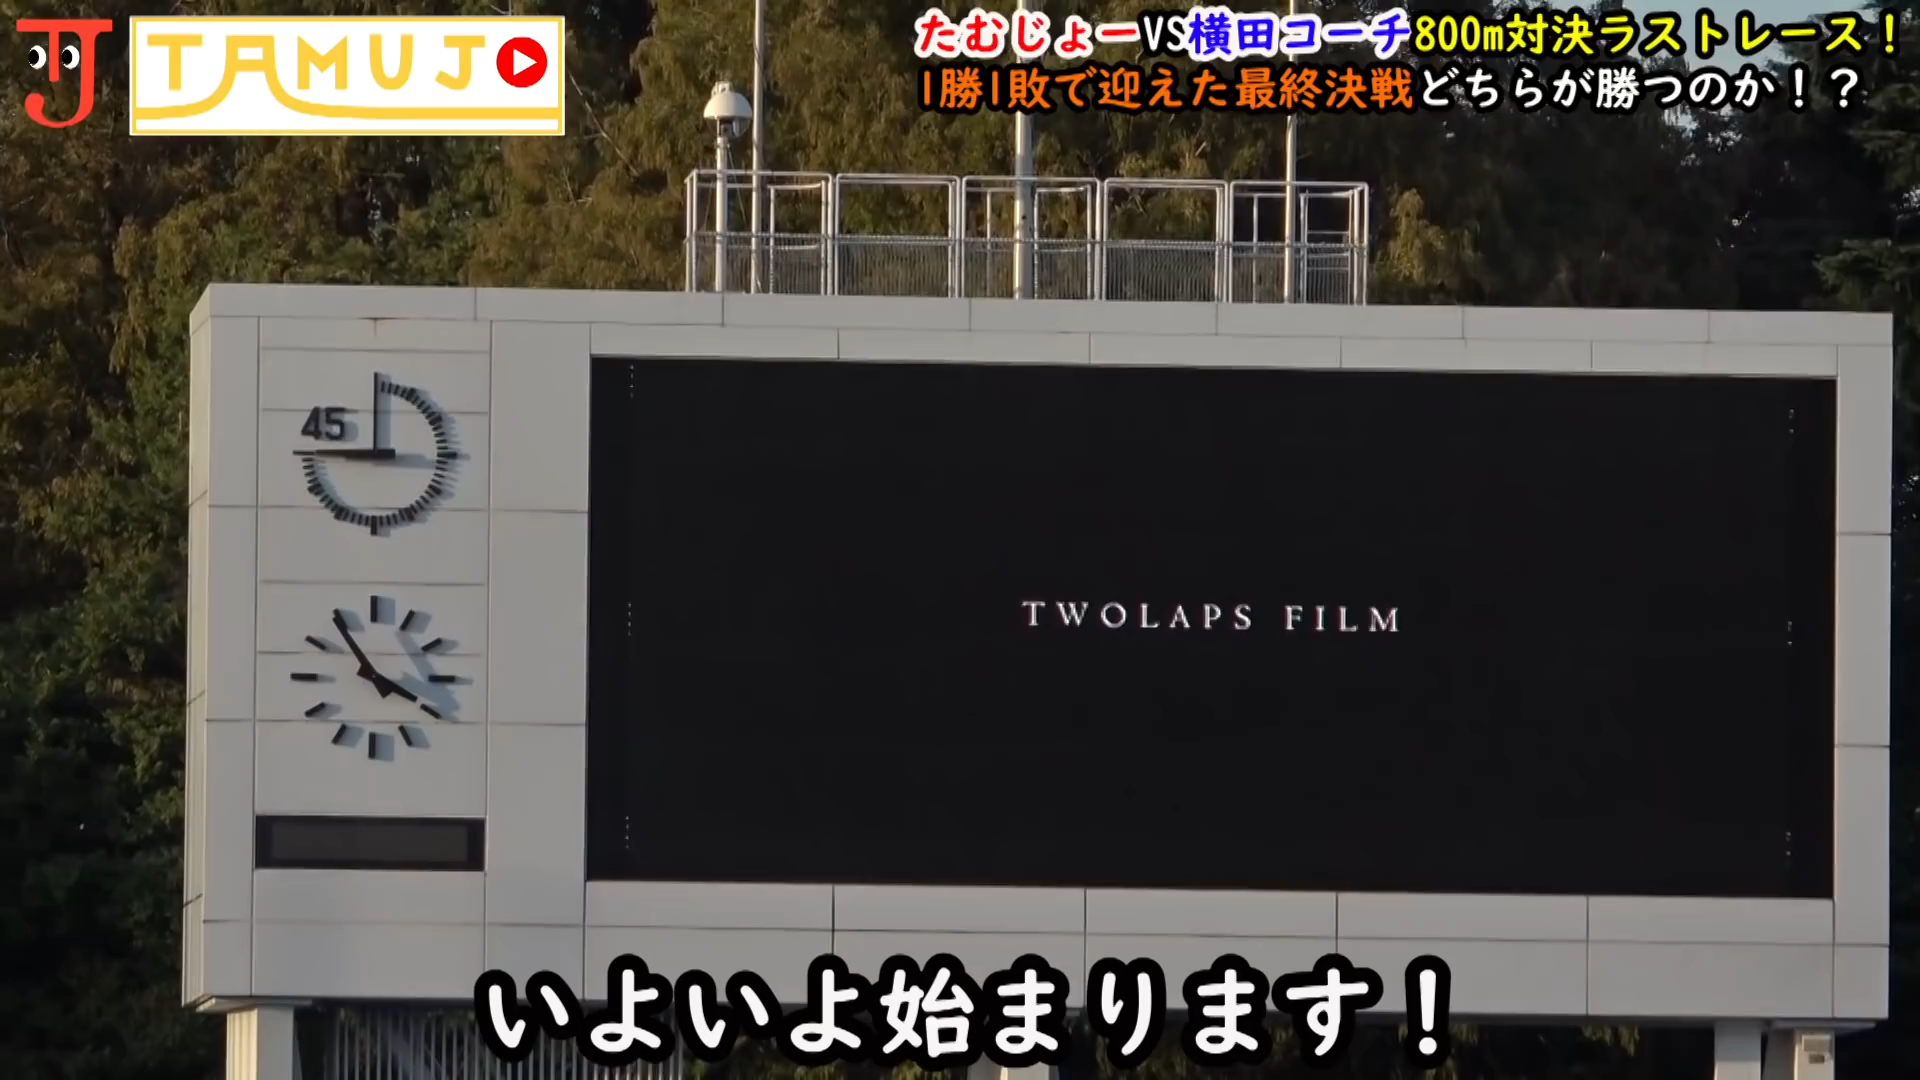 TJ
TAMUJO
たむじょーVS横田コーチ800m対決ラストレース！
1勝1敗で迎えた最終決戦どちらが勝つのか！？
45
TWOLAPS FILM
いよいよ始まります！